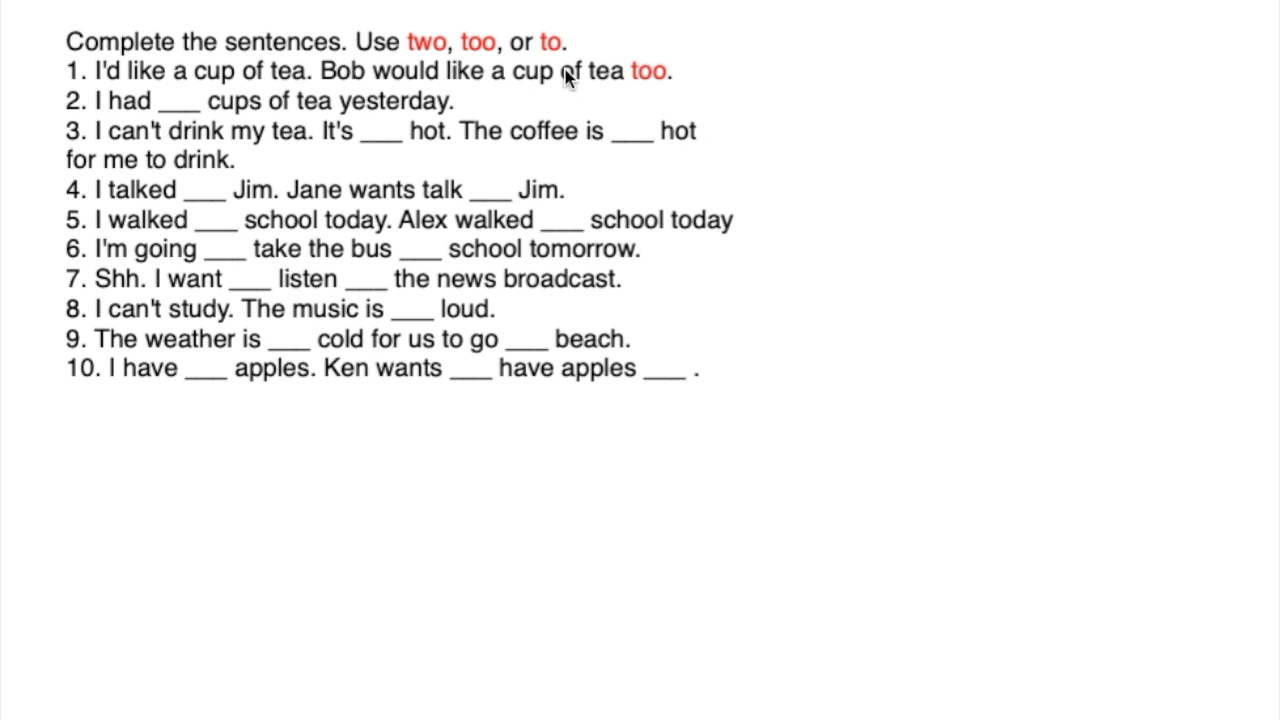 Complete the sentences. Use two, too, or to.
1. I'd like a cup of tea. Bob would like a cup of tea too.
2. I had ___ cups of tea yesterday.
3. I can't drink my tea. It's ___ hot. The coffee is ___ hot
for me to drink.
4. I talked ___ Jim. Jane wants talk ___ Jim.
5. I walked ___ school today. Alex walked ___ school today
6. I'm going ___ take the bus ___ school tomorrow.
7. Shh. I want ___ listen ___ the news broadcast.
8. I can't study. The music is ___ loud.
9. The weather is ___ cold for us to go ___ beach.
10. I have ___ apples. Ken wants ___ have apples ___ .